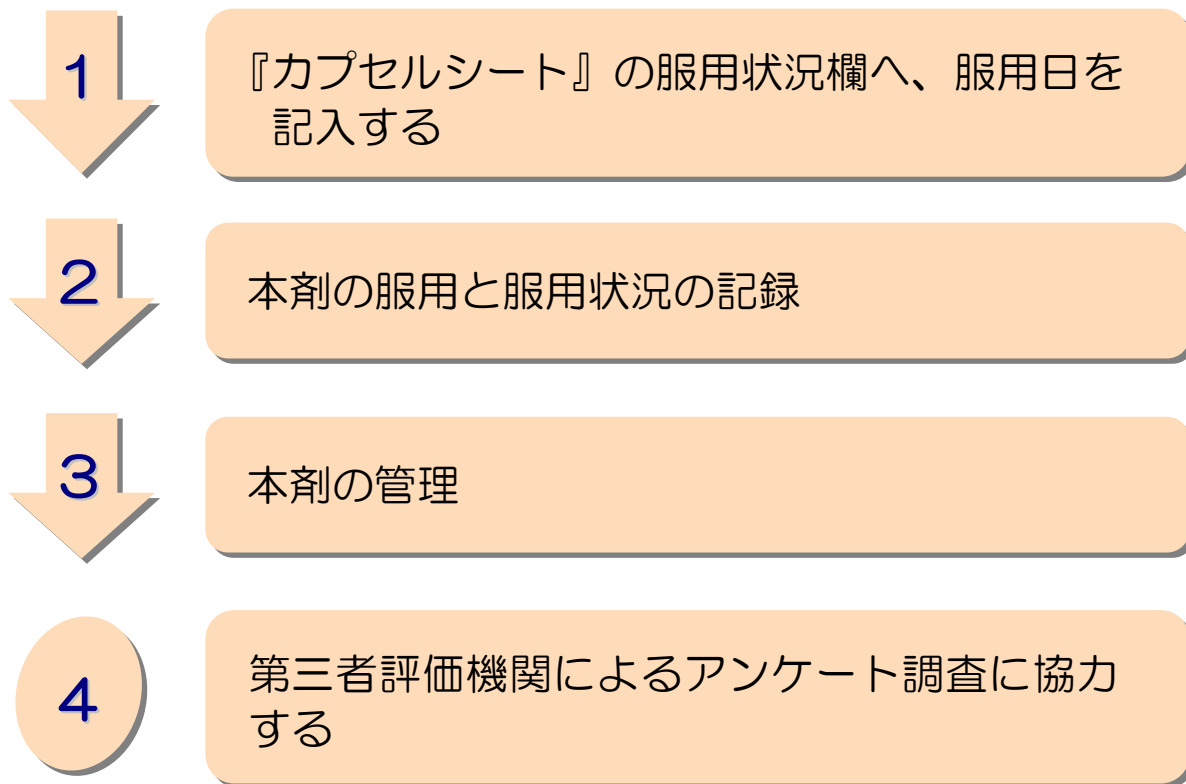 1
『カプセルシート』の服用状況欄へ、服用日を
記入する
2
本剤の服用と服用状況の記録
3
本剤の管理
4
第三者評価機関によるアンケート調査に協力
する